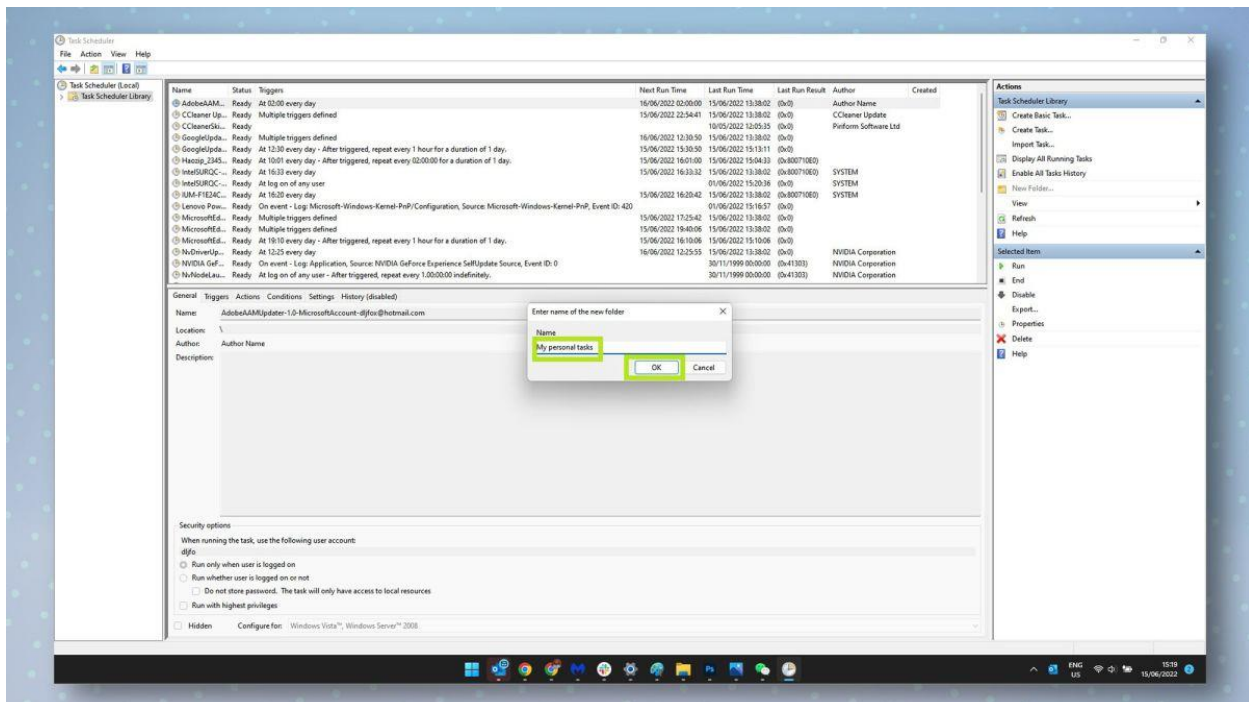 Task Scheduler
File Action View Help
Task Scheduler (Local)
Task Scheduler Library
Name Status Triggers Next Run Time Last Run Time Last Run Result Author Created
AdobeAAM... Ready At 02:00 every day 16/06/2022 02:00:00 15/06/2022 13:38:02 (0x0) Author Name
CCleaner Up... Ready Multiple triggers defined 15/06/2022 22:54:41 15/06/2022 13:38:02 (0x0) CCleaner Update
CCleanerSki... Ready 10/05/2022 12:05:35 (0x0) Piriform Software Ltd
GoogleUpda... Ready Multiple triggers defined 16/06/2022 12:30:50 15/06/2022 13:38:02 (0x0)
GoogleUpda... Ready At 12:30 every day - After triggered, repeat every 1 hour for a duration of 1 day. 15/06/2022 15:30:50 15/06/2022 15:13:11 (0x0)
Haozip_2345... Ready At 10:01 every day - After triggered, repeat every 02:00:00 for a duration of 1 day. 15/06/2022 16:01:00 15/06/2022 15:04:33 (0x800710E0)
IntelSURQC-... Ready At 16:33 every day 15/06/2022 16:33:32 15/06/2022 13:38:02 (0x800710E0) SYSTEM
IntelSURQC-... Ready At log on of any user 01/06/2022 15:20:36 (0x0) SYSTEM
IUM-F1E24C... Ready At 16:20 every day 15/06/2022 16:20:42 15/06/2022 13:38:02 (0x800710E0) SYSTEM
Lenovo Pow... Ready On event - Log: Microsoft-Windows-Kernel-PnP/Configuration, Source: Microsoft-Windows-Kernel-PnP, Event ID: 420 01/06/2022 15:16:57 (0x0)
MicrosoftEd... Ready Multiple triggers defined 15/06/2022 17:25:42 15/06/2022 13:38:02 (0x0)
MicrosoftEd... Ready Multiple triggers defined 15/06/2022 19:40:06 15/06/2022 13:38:02 (0x0)
MicrosoftEd... Ready At 19:10 every day - After triggered, repeat every 1 hour for a duration of 1 day. 15/06/2022 16:10:06 15/06/2022 15:10:06 (0x0)
NvDriverUp... Ready At 12:25 every day 16/06/2022 12:25:55 15/06/2022 13:38:02 (0x0) NVIDIA Corporation
NVIDIA GeF... Ready On event - Log: Application, Source: NVIDIA GeForce Experience SelfUpdate Source, Event ID: 0 30/11/1999 00:00:00 (0x41303) NVIDIA Corporation
NvNodeLau... Ready At log on of any user - After triggered, repeat every 1.00:00:00 indefinitely. 30/11/1999 00:00:00 (0x41303) NVIDIA Corporation
General Triggers Actions Conditions Settings History (disabled)
Name: AdobeAAMUpdater-1.0-MicrosoftAccount-dljfox@hotmail.com
Location: \
Author: Author Name
Description:
Enter name of the new folder
Name
My personal tasks
OK Cancel
Security options
When running the task, use the following user account:
dljfo
Run only when user is logged on
Run whether user is logged on or not
Do not store password. The task will only have access to local resources
Run with highest privileges
Hidden Configure for: Windows Vista™, Windows Server™ 2008
Actions
Task Scheduler Library
Create Basic Task...
Create Task...
Import Task...
Display All Running Tasks
Enable All Tasks History
New Folder...
View
Refresh
Help
Selected Item
Run
End
Disable
Export...
Properties
Delete
Help
Ps
ENG
US
15:19
15/06/2022